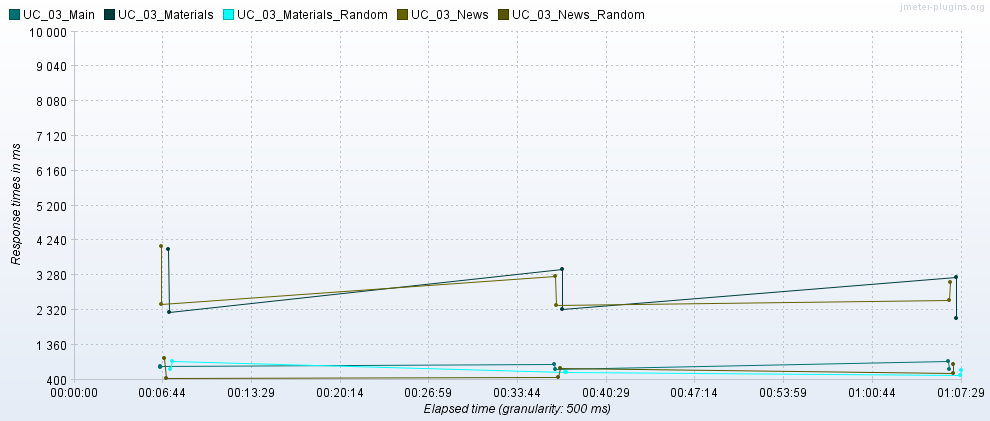 UC_03_Main UC_03_Materials UC_03_Materials_Random UC_03_News UC_03_News_Random
jmeter-plugins.org
10 000
9 040
8 080
7 120
6 160
5 200
4 240
3 280
2 320
1 360
400
Response times in ms
00:00:00 00:06:44 00:13:29 00:20:14 00:26:59 00:33:44 00:40:29 00:47:14 00:53:59 01:00:44 01:07:29
Elapsed time (granularity: 500 ms)